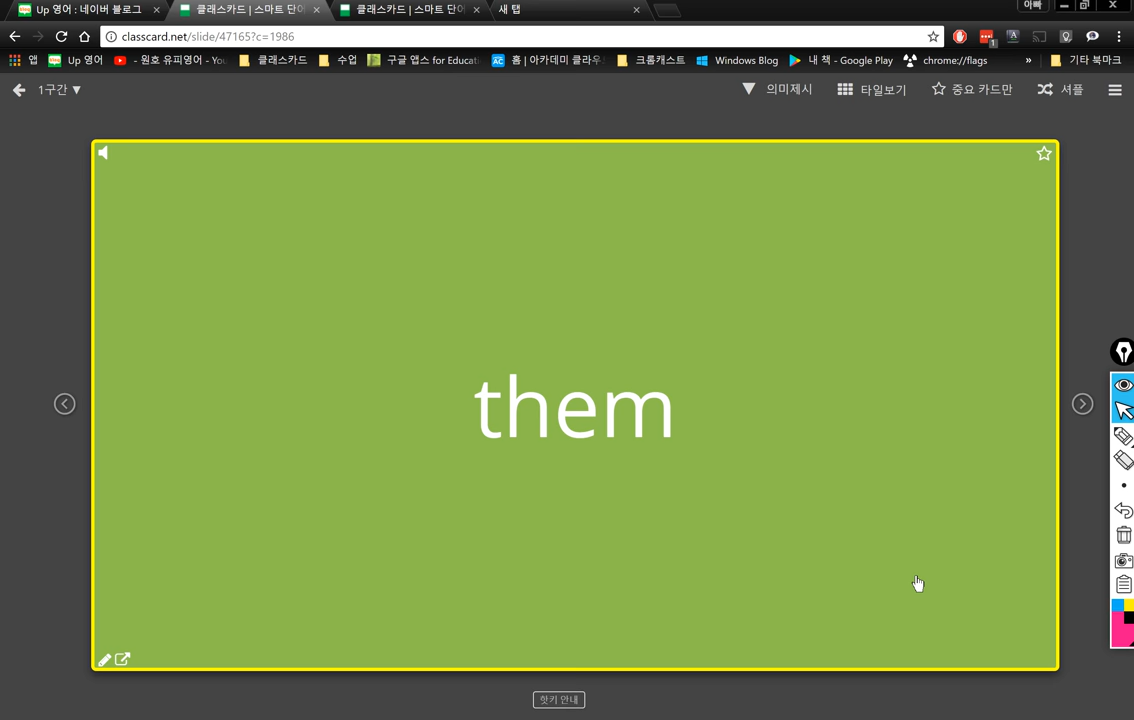 Up 영어 : 네이버 블로그
클래스카드 | 스마트 단어
클래스카드 | 스마트 단어
새 탭
아빠
classcard.net/slide/47165?c=1986
앱 Up 영어 - 원호 유피영어 - You 클래스카드 수업 구글 앱스 for Educat 홈 | 아카데미 클라우 크롬캐스트 Windows Blog 내 책 - Google Play chrome://flags » 기타 북마크
1구간 ▼ ▼ 의미제시 타일보기 중요 카드만 셔플
them
핫키 안내